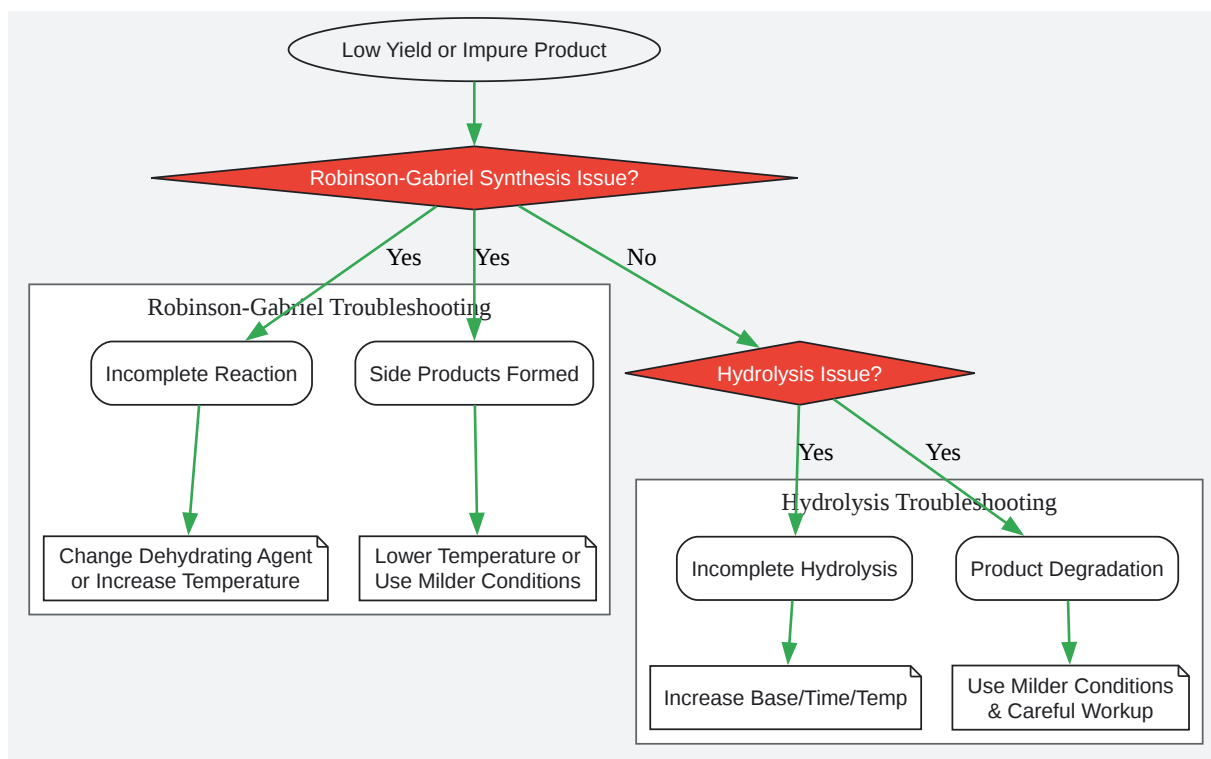 Low Yield or Impure Product
Robinson-Gabriel Synthesis Issue?
Yes
Yes
No
Robinson-Gabriel Troubleshooting
Incomplete Reaction
Side Products Formed
Hydrolysis Issue?
Yes
Yes
Hydrolysis Troubleshooting
Change Dehydrating Agent
or Increase Temperature
Lower Temperature or
Use Milder Conditions
Incomplete Hydrolysis
Product Degradation
Increase Base/Time/Temp
Use Milder Conditions
& Careful Workup